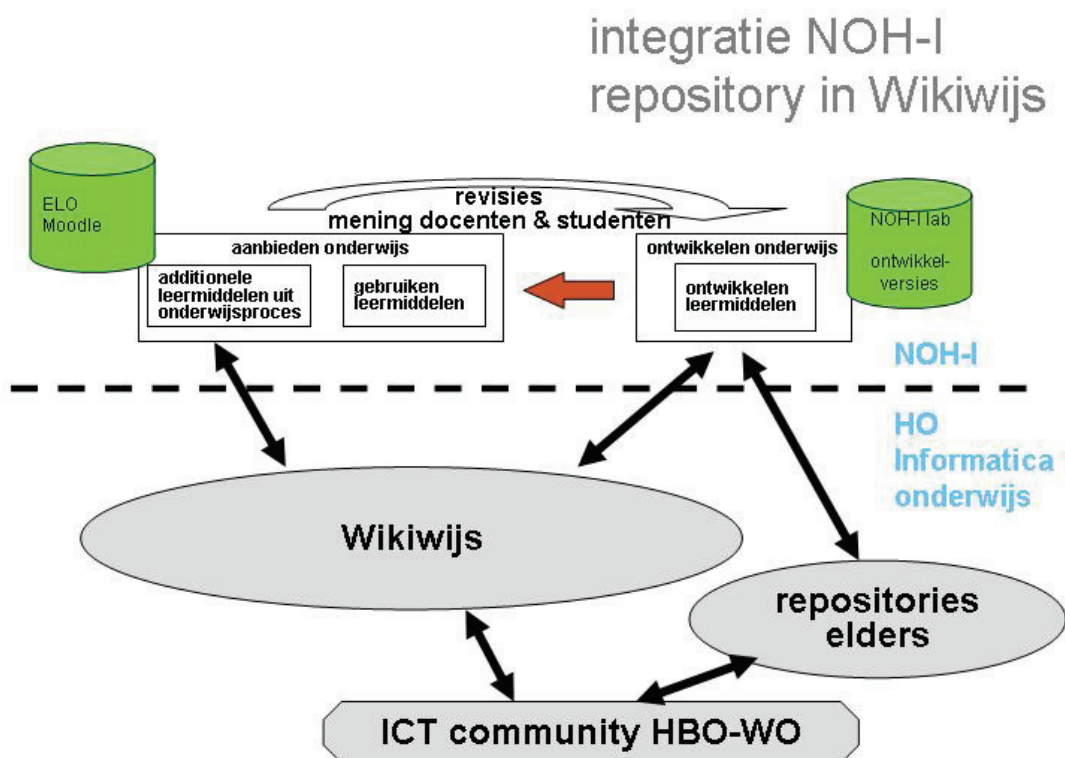 integratie NOH-I
repository in Wikiwijs
ELO
Moodle
revisies
mening docenten & studenten
NOH-I lab
ontwikkel-
versies
aanbieden onderwijs
additionele
leermiddelen uit
onderwijsproces
gebruiken
leermiddelen
ontwikkelen onderwijs
ontwikkelen
leermiddelen
NOH-I
HO
Informatica
onderwijs
Wikiwijs
repositories
elders
ICT community HBO-WO